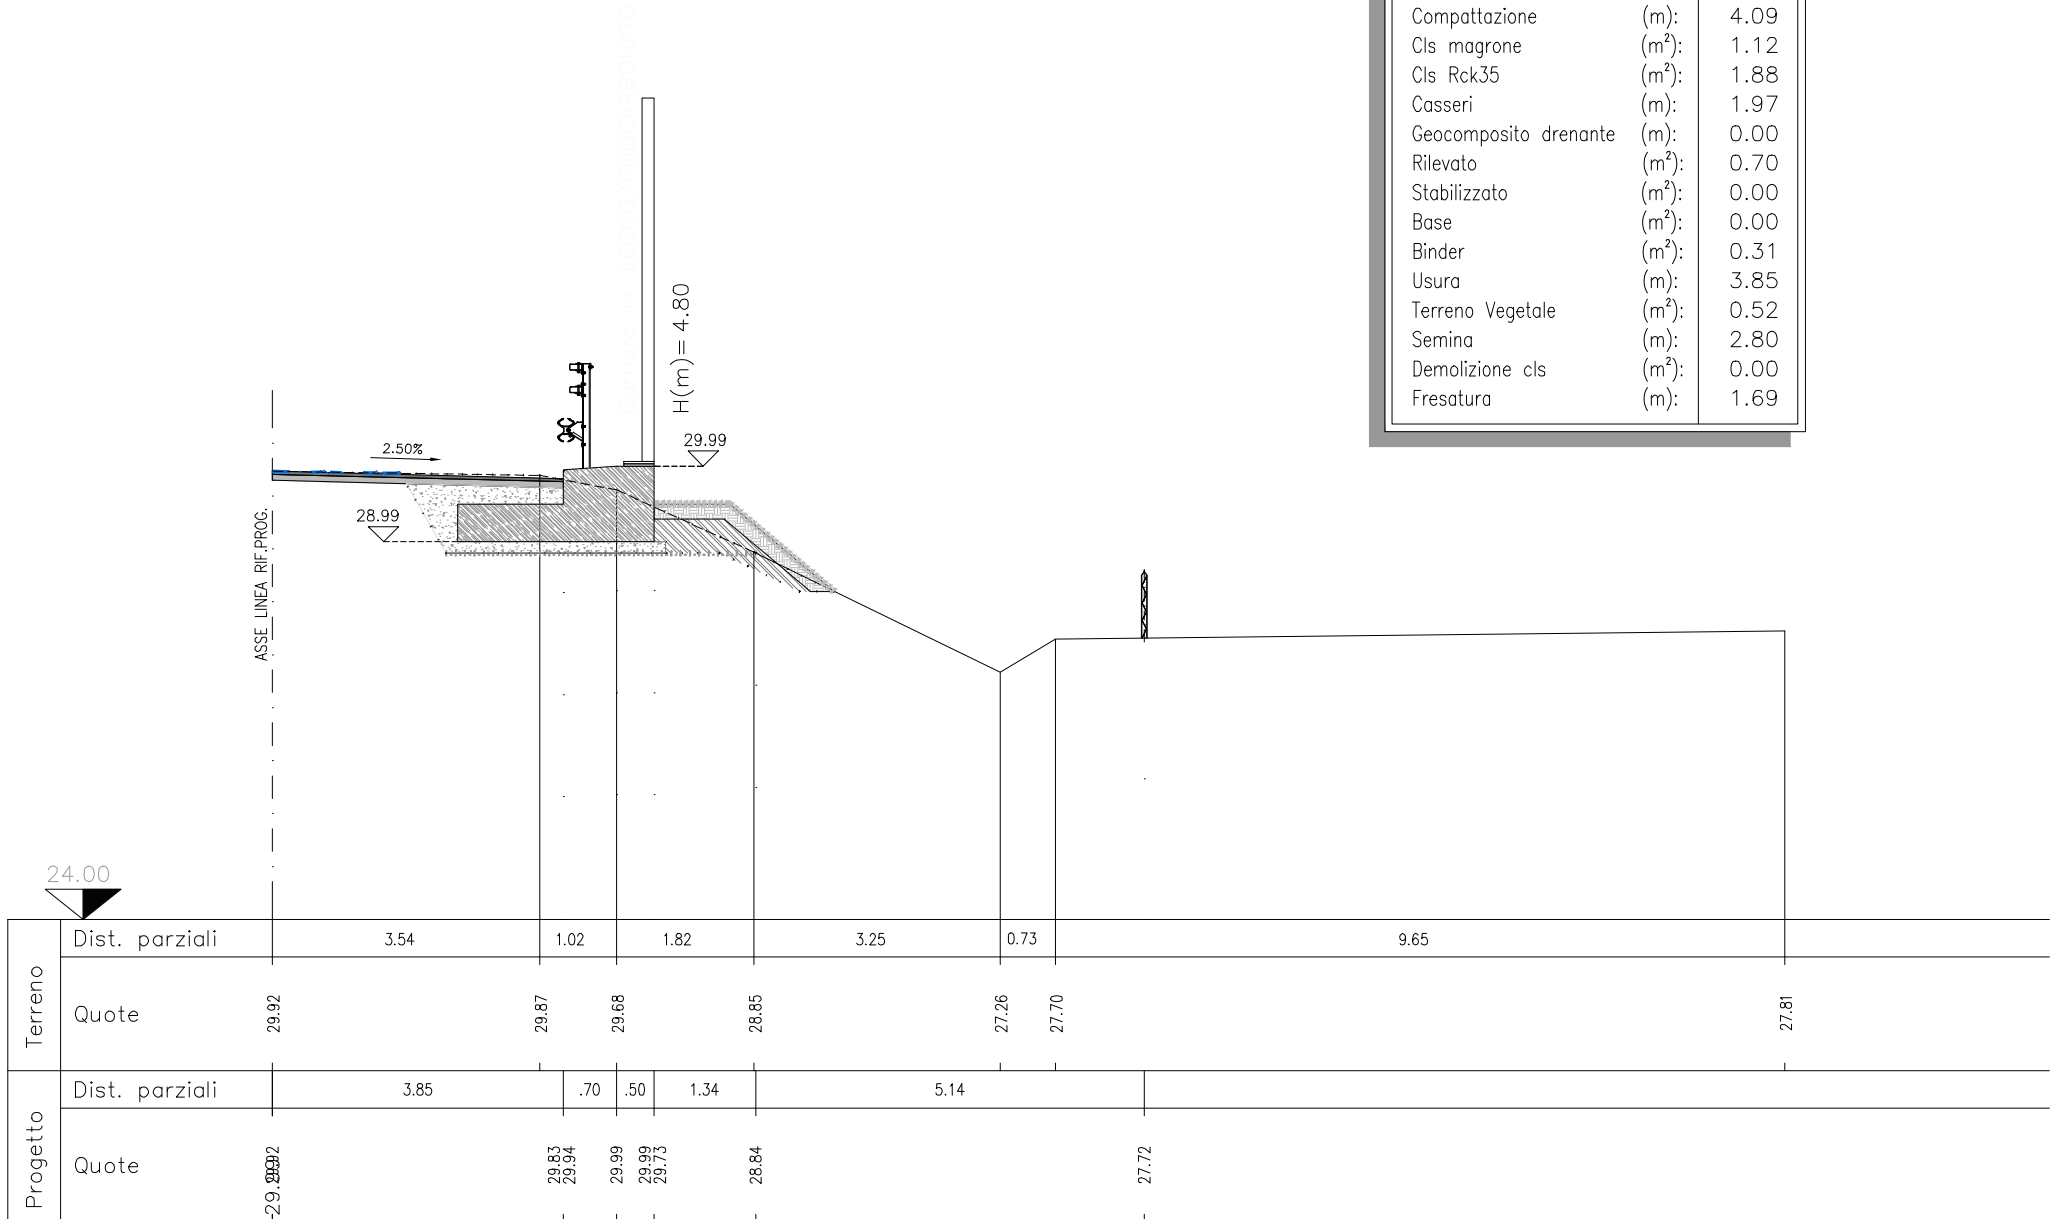 Compattazione (m): 4.09
Cls magrone (m²): 1.12
Cls Rck35 (m²): 1.88
Casseri (m): 1.97
Geocomposito drenante (m): 0.00
Rilevato (m²): 0.70
Stabilizzato (m²): 0.00
Base (m²): 0.00
Binder (m²): 0.31
Usura (m): 3.85
Terreno Vegetale (m²): 0.52
Semina (m): 2.80
Demolizione cls (m²): 0.00
Fresatura (m): 1.69
H(m)= 4.80
2.50%
29.99
28.99
ASSE LINEA RIF.PROG.
24.00
Terreno
Dist. parziali 3.54 1.02 1.82 3.25 0.73 9.65
Quote 29.92 29.87 29.68 28.85 27.26 27.70 27.81
Progetto
Dist. parziali 3.85 .70 .50 1.34 5.14
Quote 29.83 29.94 29.99 29.99 29.73 28.84 27.72